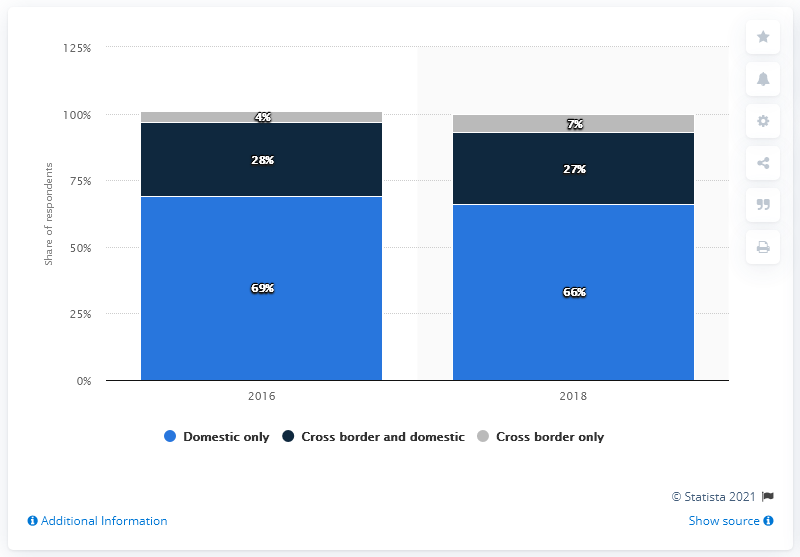 125%
100%
75%
50%
25%
0%
Share of respondents
4%
28%
69%
7%
27%
66%
2016
2018
Domestic only
Cross border and domestic
Cross border only
© Statista 2021
Additional Information
Show source